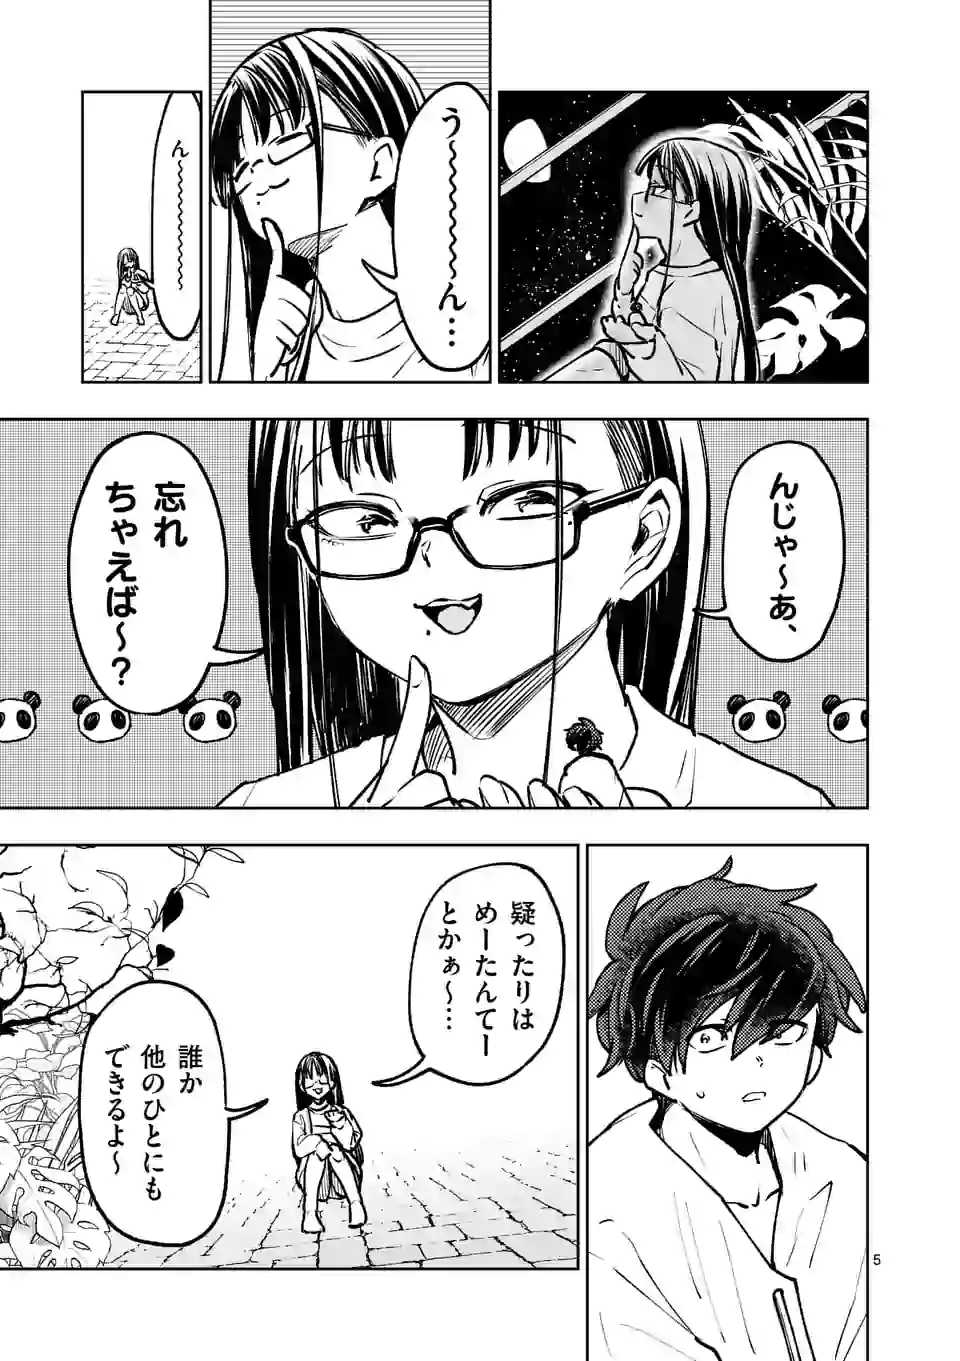 う〜〜〜ん…
ん〜〜〜〜
んじゃ〜あ、
忘れ
ちゃえば〜？
疑ったりは
めーたんてー
とかぁ〜…
誰か
他のひとにも
できるよ〜
5